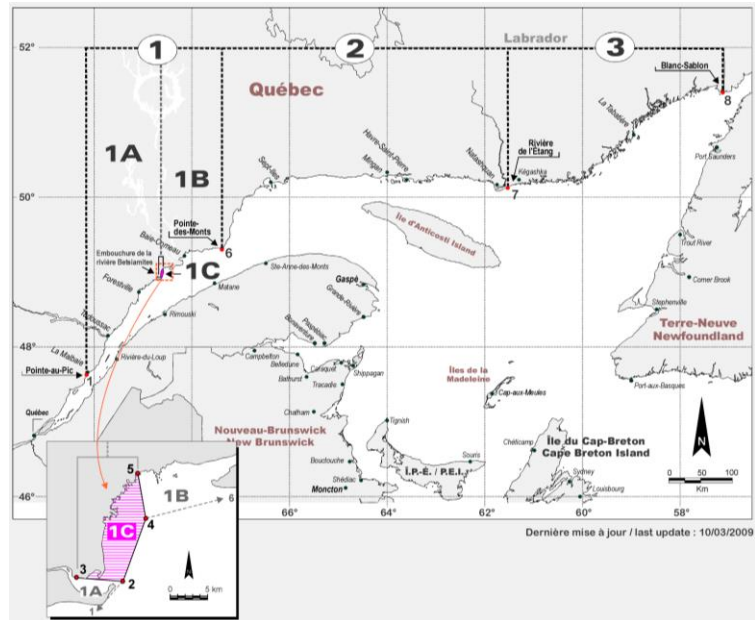 52°
50°
48°
46°
66°
64°
62°
60°
58°
1
2
3
Labrador
Québec
Blanc-Sablon
8
La Tabatière
Port Saunders
1A
1B
1C
Pointe-
des-Monts
6
Sept-Iles
Mingan
Havre-Saint-Pierre
Natashquan
Rivière
de l'Étang
Kégashka
7
Île d'Anticosti Island
Baie-Comeau
Embouchure de la
rivière Betsiamites
Forestville
Tadoussac
La Malbaie
Pointe-au-Pic
1
Rivière-du-Loup
Rimouski
Matane
Ste-Anne-des-Monts
Gaspé
Grande-Rivière
Paspébiac
Bonaventure
Campbellton
Belledune
Bathurst
Caraquet
Shippagan
Tracadie
Chatham
Nouveau-Brunswick
New Brunswick
Bouctouche
Shédiac
Moncton
Tignish
Souris
Î.P.-É. / P.E.I.
Îles de la
Madeleine
Cap-aux-Meules
Chéticamp
Île du Cap-Breton
Cape Breton Island
Sydney
Louisbourg
Trout River
Corner Brook
Stephenville
Terre-Neuve
Newfoundland
Port-aux-Basques
Québec
N
0 50 100
Km
Dernière mise à jour / last update : 10/03/2009
5
1B
6
4
1C
3
2
1A
1
N
0 5 km